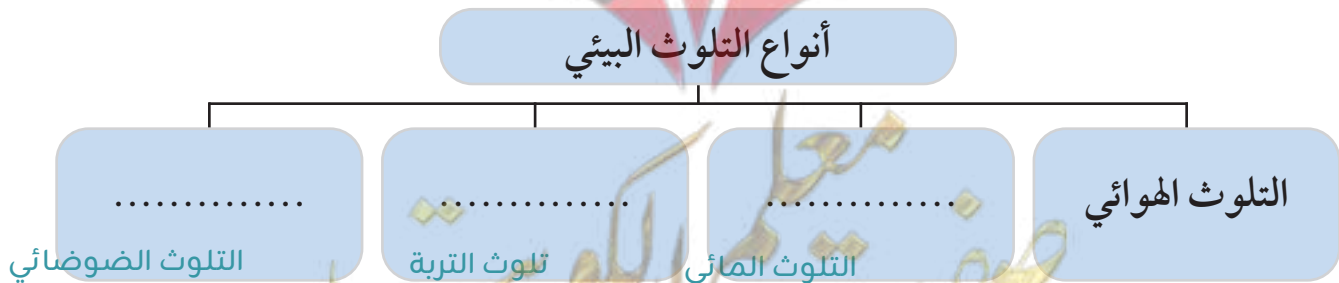 أنواع التلوث البيئي
التلوث الهوائي
..............
..............
..............
التلوث المائي
تلوث التربة
التلوث الضوضائي